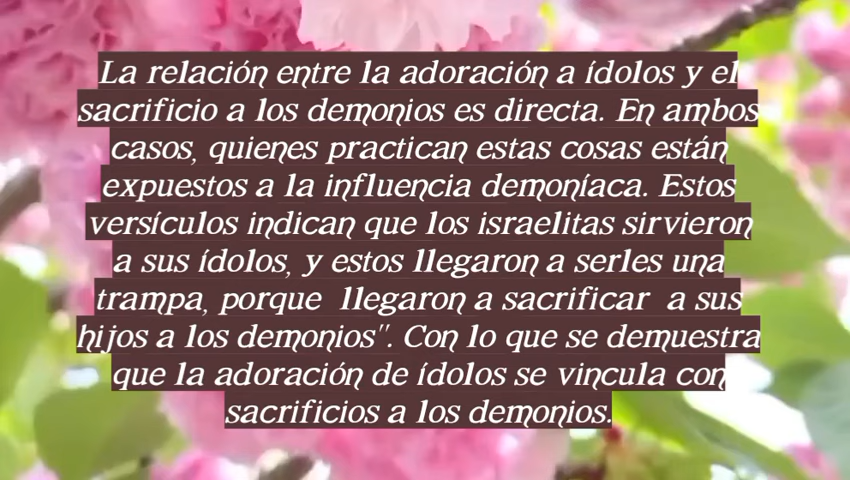 La relación entre la adoración a ídolos y el
sacrificio a los demonios es directa. En ambos
casos, quienes practican estas cosas están
expuestos a la influencia demoníaca. Estos
versículos indican que los israelitas sirvieron
a sus ídolos, y estos llegaron a serles una
trampa, porque llegaron a sacrificar a sus
hijos a los demonios". Con lo que se demuestra
que la adoración de ídolos se vincula con
sacrificios a los demonios.